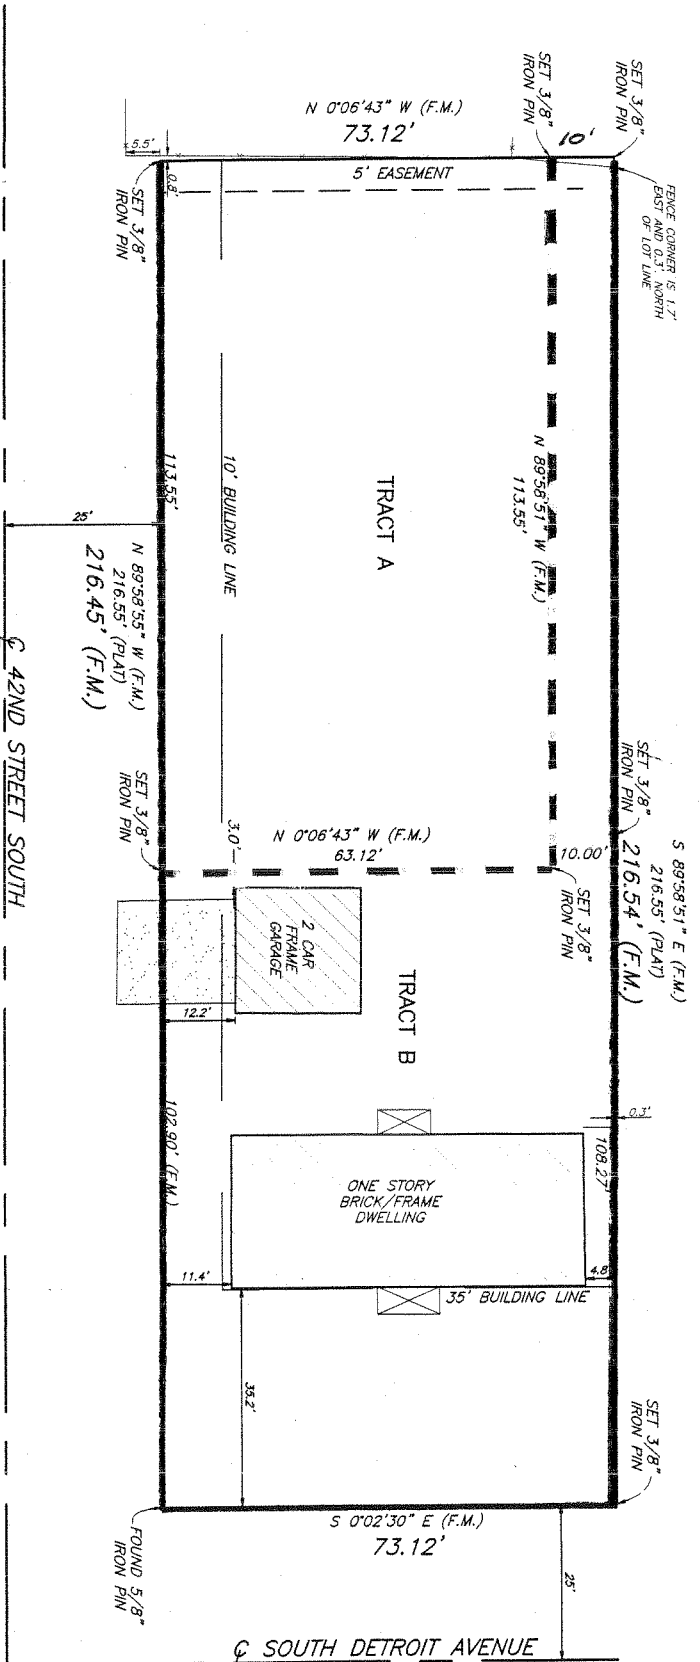 SET 3/8"
IRON PIN
SET 3/8"
IRON PIN
N 0°06'43" W (F.M.)
73.12'
10'
5.5'
0.8'
5' EASEMENT
SET 3/8"
IRON PIN
FENCE CORNER IS 1.7'
EAST AND 0.3' NORTH
OF LOT LINE
N 89°58'51" W (F.M.)
113.55'
TRACT A
10' BUILDING LINE
113.55'
25'
N 89°58'55" W (F.M.)
216.55' (PLAT)
216.45' (F.M.)
℄ 42ND STREET SOUTH
S 89°58'51" E (F.M.)
216.55' (PLAT)
216.54' (F.M.)
SET 3/8"
IRON PIN
SET 3/8"
IRON PIN
3.0'
N 0°06'43" W (F.M.)
63.12'
10.00'
SET 3/8"
IRON PIN
2 CAR
FRAME
GARAGE
TRACT B
12.2'
102.90' (F.M.)
0.3'
108.27'
ONE STORY
BRICK/FRAME
DWELLING
11.4'
4.8'
35' BUILDING LINE
35.2'
SET 3/8"
IRON PIN
S 0°02'30" E (F.M.)
73.12'
FOUND 5/8"
IRON PIN
25'
℄ SOUTH DETROIT AVENUE